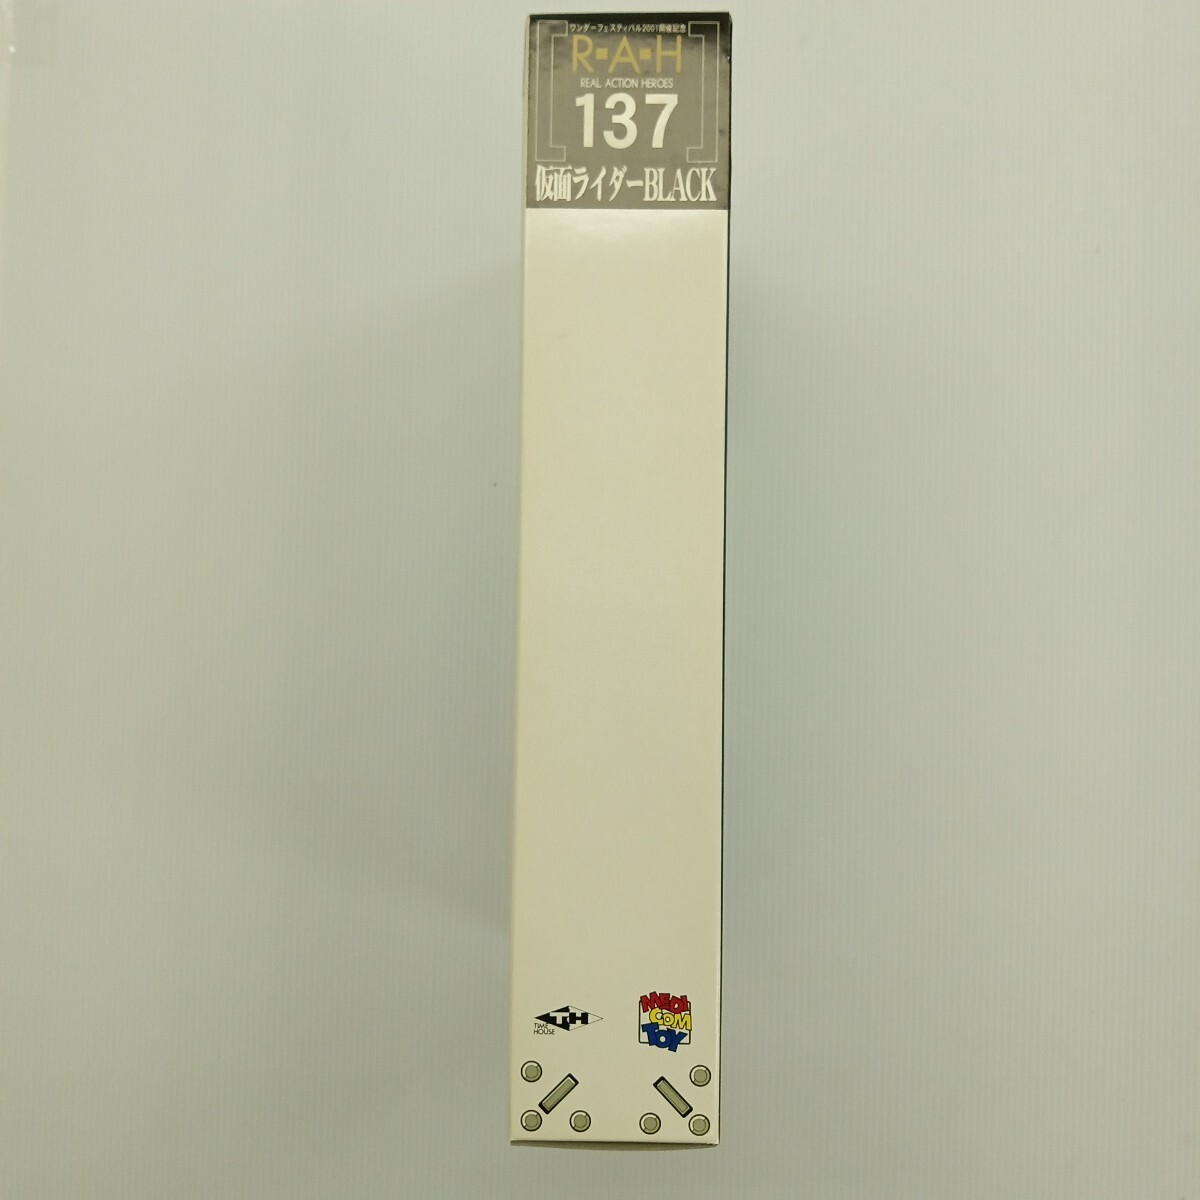 ワンダーフェスティバル2001開催記念
R・A・H
REAL ACTION HEROES
137
仮面ライダーBLACK
TH
TIME
HOUSE
MEDI
COM
TOY